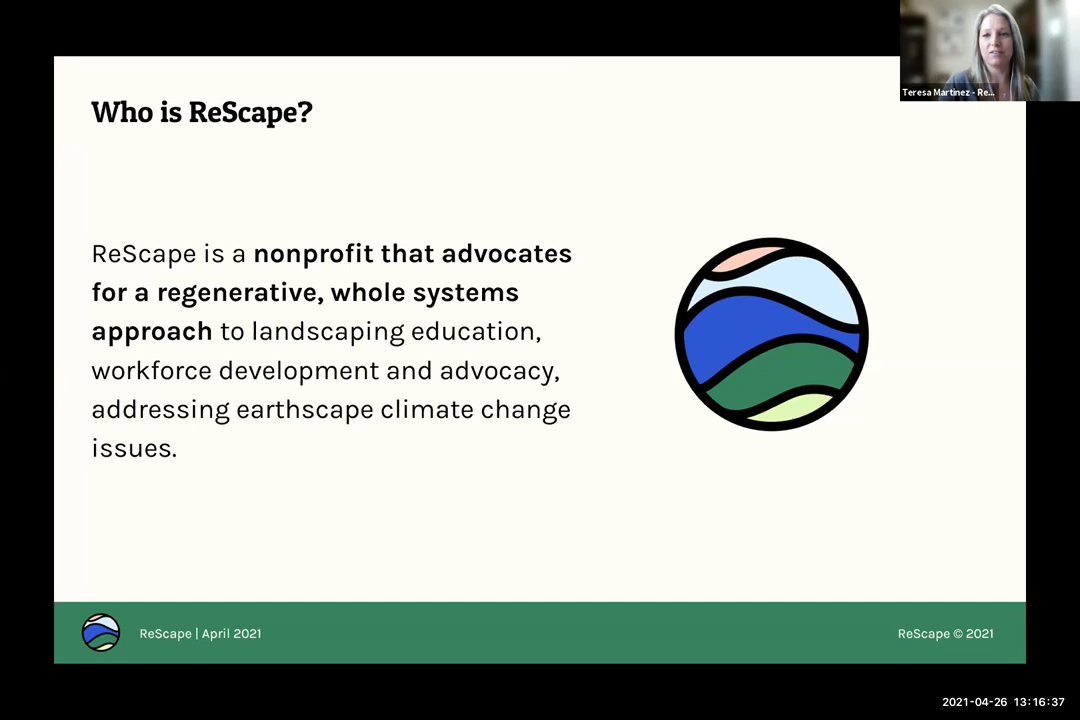 Teresa Martinez - Re...
Who is ReScape?
ReScape is a nonprofit that advocates
for a regenerative, whole systems
approach to landscaping education,
workforce development and advocacy,
addressing earthscape climate change
issues.
ReScape | April 2021
ReScape © 2021
2021-04-26 13:16:37